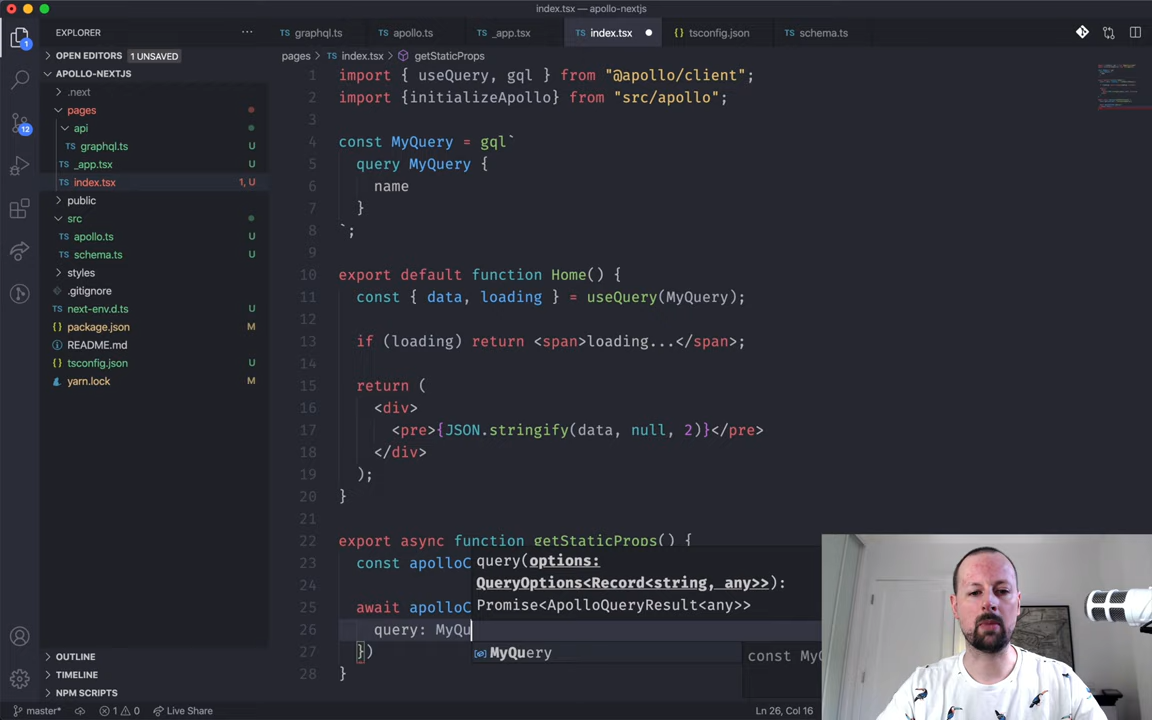 index.tsx — apollo-nextjs
EXPLORER
graphql.ts
apollo.ts
_app.tsx
index.tsx
tsconfig.json
schema.ts
OPEN EDITORS 1 UNSAVED
pages > index.tsx > getStaticProps
APOLLO-NEXTJS
.next
pages
api
graphql.ts U
_app.tsx U
index.tsx 1, U
public
src
apollo.ts U
schema.ts U
styles
.gitignore
next-env.d.ts U
package.json M
README.md
tsconfig.json U
yarn.lock M
OUTLINE
TIMELINE
NPM SCRIPTS
1 import { useQuery, gql } from "@apollo/client";
2 import {initializeApollo} from "src/apollo";
3
4 const MyQuery = gql`
5 query MyQuery {
6 name
7 }
8 `;
9
10 export default function Home() {
11 const { data, loading } = useQuery(MyQuery);
12
13 if (loading) return <span>loading...</span>;
14
15 return (
16 <div>
17 <pre>{JSON.stringify(data, null, 2)}</pre>
18 </div>
19 );
20 }
21
22 export async function getStaticProps() {
23 const apolloC
24
25 await apolloC
26 query: MyQu
27 })
28 }
query(options:
QueryOptions<Record<string, any>>):
Promise<ApolloQueryResult<any>>
MyQuery
const MyQ
1
12
master*
1 0
Live Share
Ln 26, Col 16